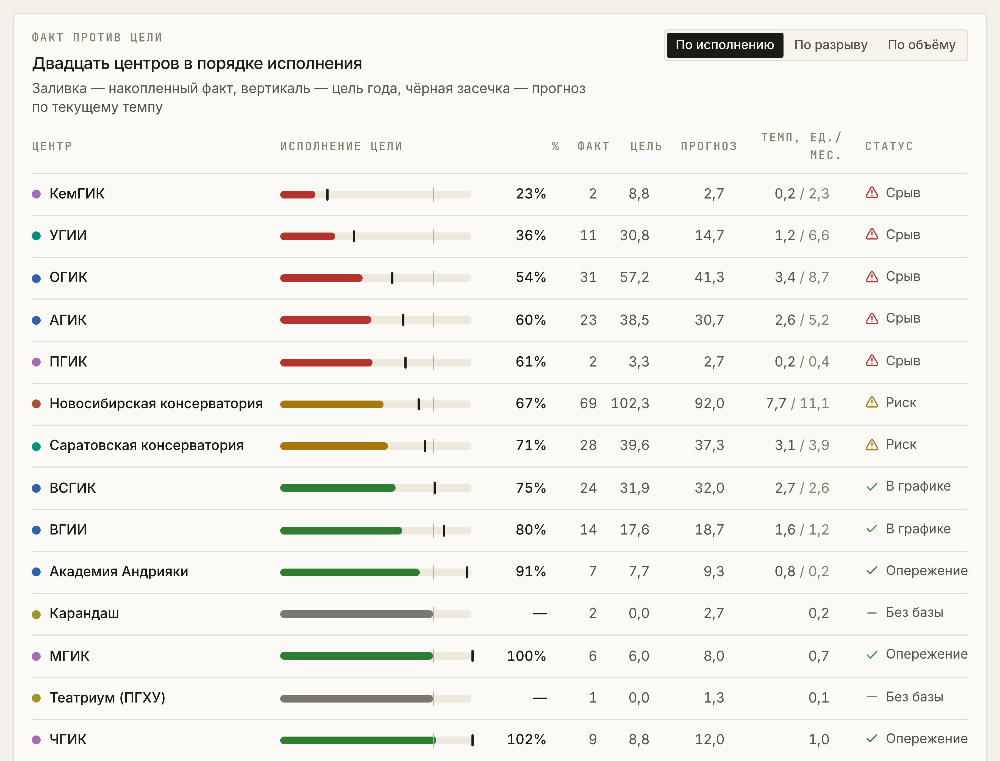 ФАКТ ПРОТИВ ЦЕЛИ
Двадцать центров в порядке исполнения
Заливка — накопленный факт, вертикаль — цель года, чёрная засечка — прогноз
по текущему темпу
По исполнению По разрыву По объёму
ЦЕНТР ИСПОЛНЕНИЕ ЦЕЛИ % ФАКТ ЦЕЛЬ ПРОГНОЗ ТЕМП, ЕД./
МЕС. СТАТУС
КемГИК 23% 2 8,8 2,7 0,2 / 2,3 Срыв
УГИИ 36% 11 30,8 14,7 1,2 / 6,6 Срыв
ОГИК 54% 31 57,2 41,3 3,4 / 8,7 Срыв
АГИК 60% 23 38,5 30,7 2,6 / 5,2 Срыв
ПГИК 61% 2 3,3 2,7 0,2 / 0,4 Срыв
Новосибирская консерватория 67% 69 102,3 92,0 7,7 / 11,1 Риск
Саратовская консерватория 71% 28 39,6 37,3 3,1 / 3,9 Риск
ВСГИК 75% 24 31,9 32,0 2,7 / 2,6 В графике
ВГИИ 80% 14 17,6 18,7 1,6 / 1,2 В графике
Академия Андрияки 91% 7 7,7 9,3 0,8 / 0,2 Опережение
Карандаш — 2 0,0 2,7 0,2 Без базы
МГИК 100% 6 6,0 8,0 0,7 Опережение
Театриум (ПГХУ) — 1 0,0 1,3 0,1 Без базы
ЧГИК 102% 9 8,8 12,0 1,0 Опережение